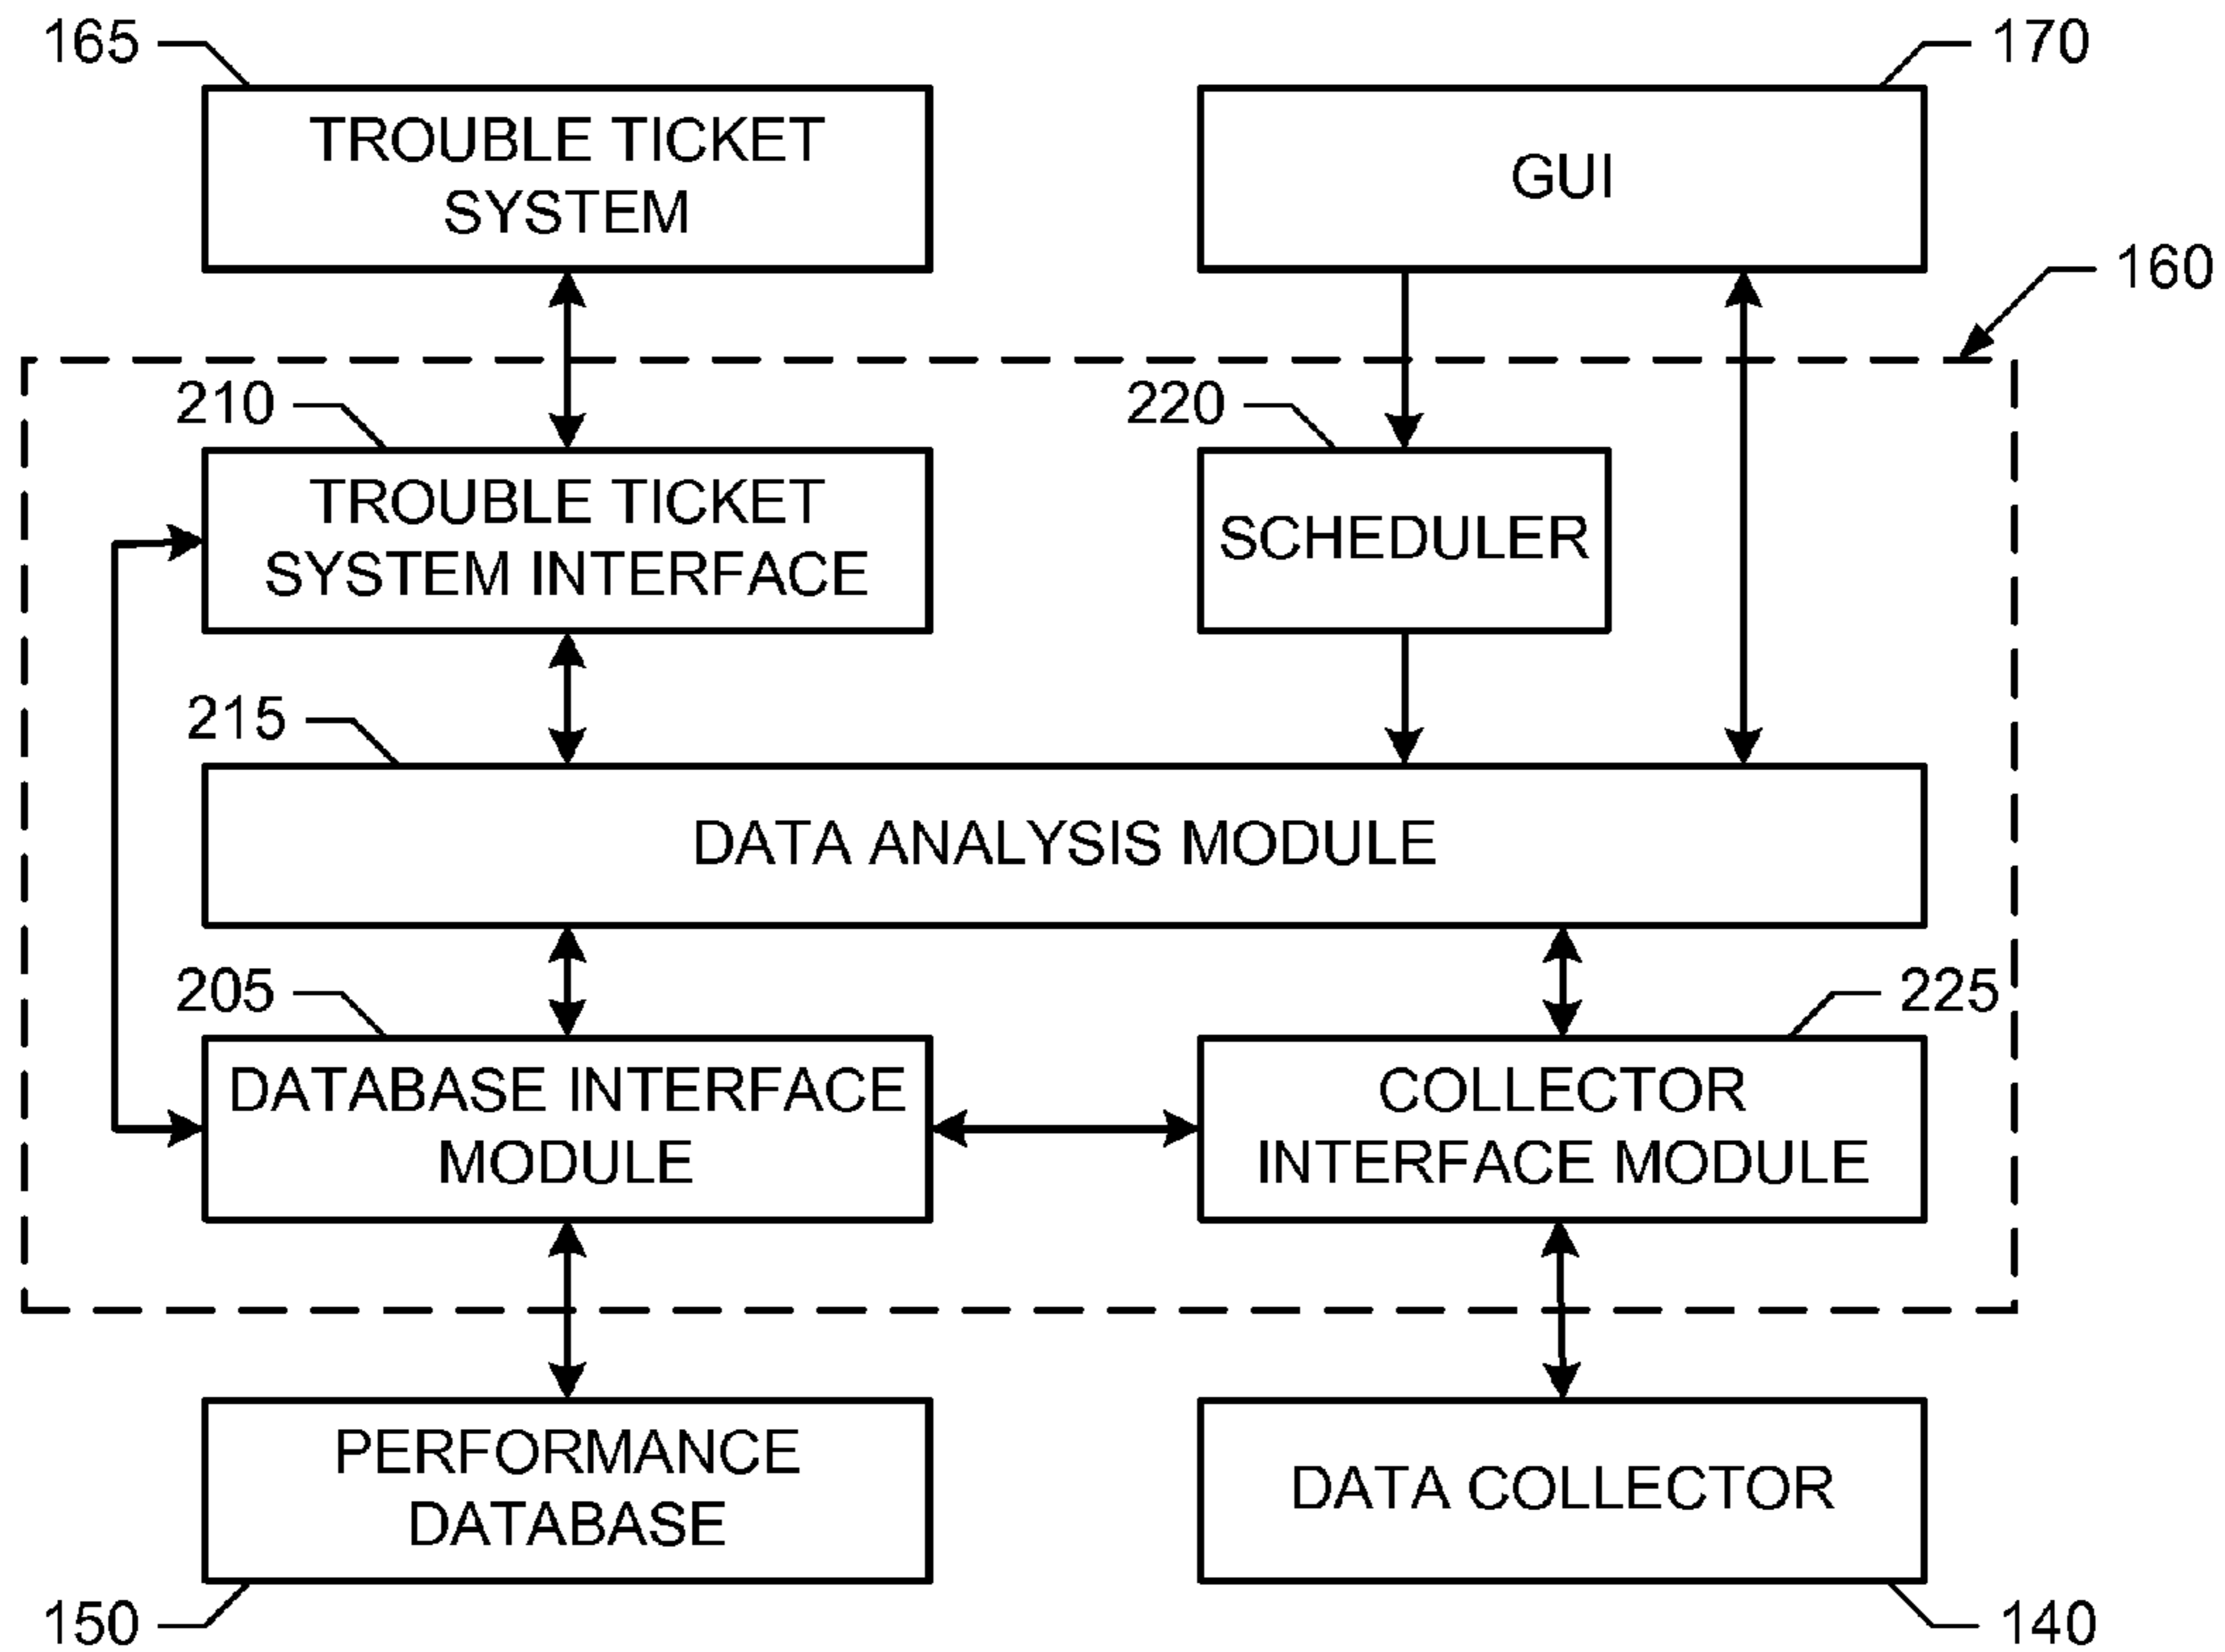 165
170
TROUBLE TICKET
SYSTEM
GUI
160
210
220
TROUBLE TICKET
SYSTEM INTERFACE
SCHEDULER
215
DATA ANALYSIS MODULE
205
225
DATABASE INTERFACE
MODULE
COLLECTOR
INTERFACE MODULE
PERFORMANCE
DATABASE
DATA COLLECTOR
150
140